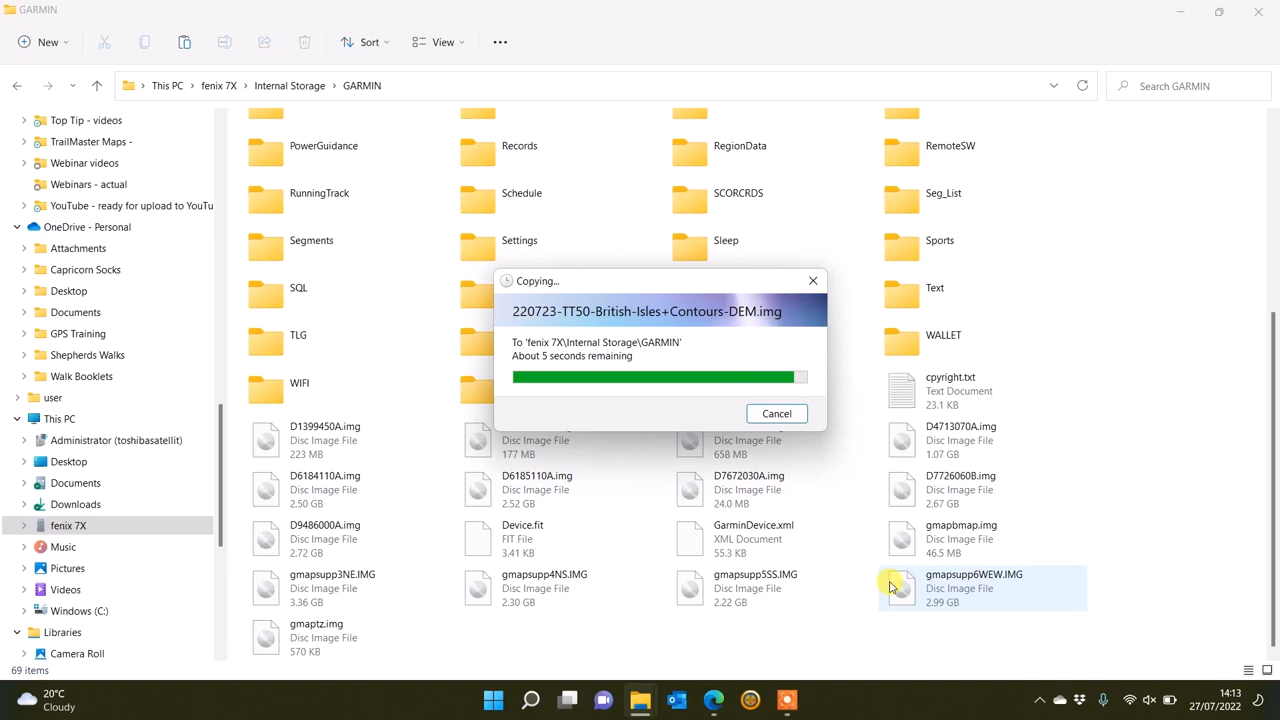 GARMIN
New
Sort
View
This PC
fenix 7X
Internal Storage
GARMIN
Search GARMIN
Top Tip - videos
TrailMaster Maps -
Webinar videos
Webinars - actual
YouTube - ready for upload to YouTu
OneDrive - Personal
Attachments
Capricorn Socks
Desktop
Documents
GPS Training
Shepherds Walks
Walk Booklets
user
This PC
Administrator (toshibasatellit)
Desktop
Documents
Downloads
fenix 7X
Music
Pictures
Videos
Windows (C:)
Libraries
Camera Roll
PowerGuidance
Records
RegionData
RemoteSW
RunningTrack
Schedule
SCORCRDS
Seg_List
Segments
Settings
Sleep
Sports
SQL
Text
TLG
WALLET
WIFI
cpyright.txt
Text Document
23.1 KB
Copying...
220723-TT50-British-Isles+Contours-DEM.img
To 'fenix 7X\Internal Storage\GARMIN'
About 5 seconds remaining
Cancel
D1399450A.img
Disc Image File
223 MB
Disc Image File
177 MB
Disc Image File
658 MB
D4713070A.img
Disc Image File
1.07 GB
D6184110A.img
Disc Image File
2.50 GB
D6185110A.img
Disc Image File
2.52 GB
D7672030A.img
Disc Image File
24.0 MB
D7726060B.img
Disc Image File
2.67 GB
D9486000A.img
Disc Image File
2.72 GB
Device.fit
FIT File
3.41 KB
GarminDevice.xml
XML Document
55.3 KB
gmapbmap.img
Disc Image File
46.5 MB
gmapsupp3NE.IMG
Disc Image File
3.36 GB
gmapsupp4NS.IMG
Disc Image File
2.30 GB
gmapsupp5SS.IMG
Disc Image File
2.22 GB
gmapsupp6WEW.IMG
Disc Image File
2.99 GB
gmaptz.img
Disc Image File
570 KB
69 items
20°C
Cloudy
14:13
27/07/2022